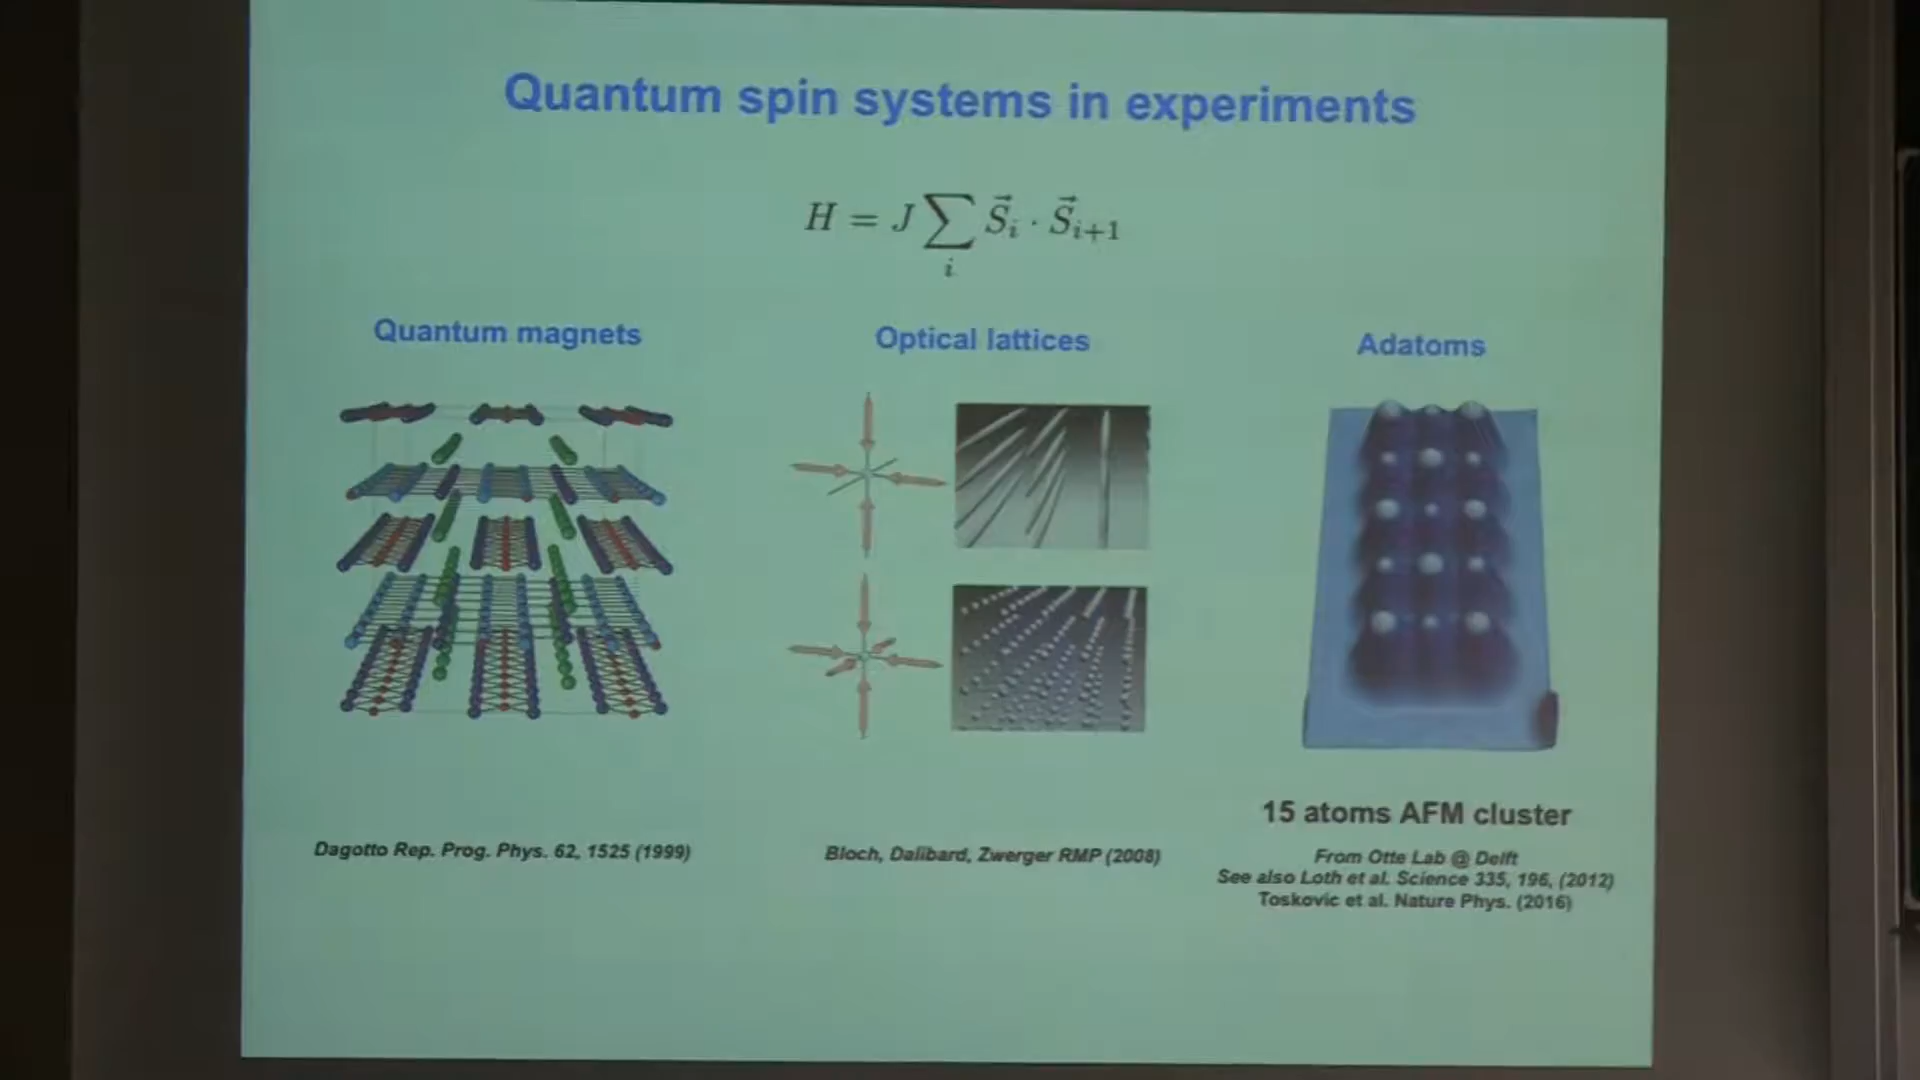 Quantum spin systems in experiments
H = J ∑ S⃗ᵢ · S⃗ᵢ₊₁
i
Quantum magnets
Optical lattices
Adatoms
15 atoms AFM cluster
Dagotto Rep. Prog. Phys. 62, 1525 (1999)
Bloch, Dalibard, Zwerger RMP (2008)
From Otte Lab @ Delft
See also Loth et al. Science 335, 196, (2012)
Toskovic et al. Nature Phys. (2016)